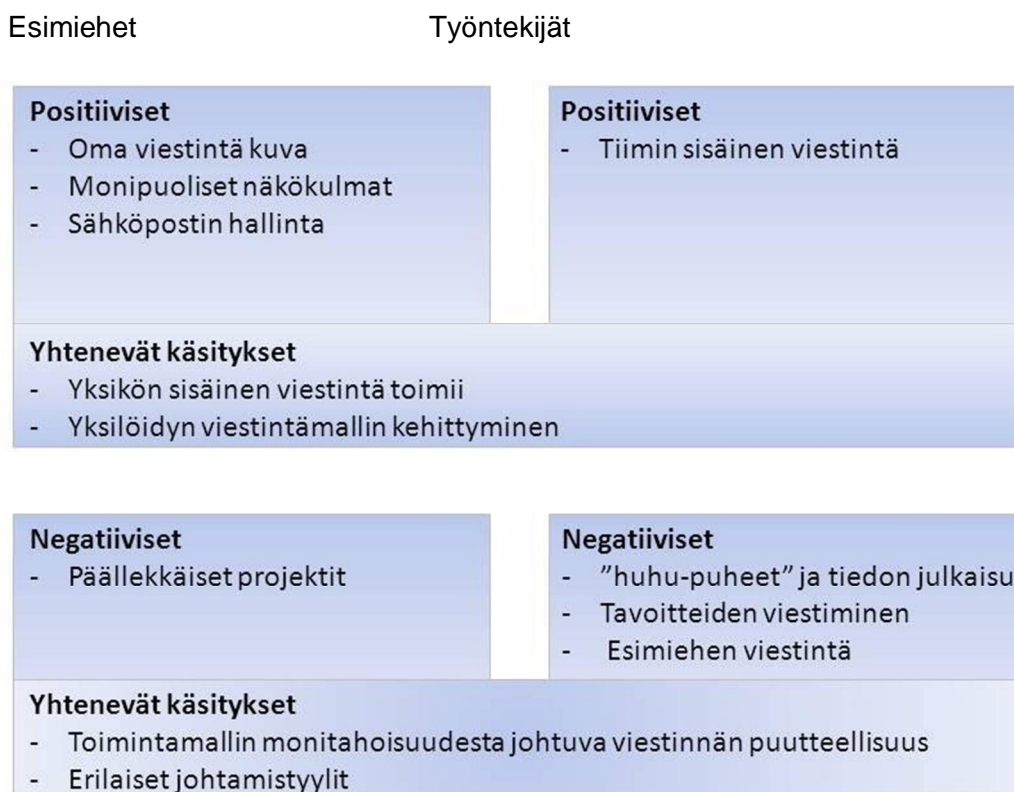 Esimiehet Työntekijät
Positiiviset
- Oma viestintä kuva
- Monipuoliset näkökulmat
- Sähköpostin hallinta
Positiiviset
- Tiimin sisäinen viestintä
Yhtenevät käsitykset
- Yksikön sisäinen viestintä toimii
- Yksilöidyn viestintämallin kehittyminen
Negatiiviset
- Päällekkäiset projektit
Negatiiviset
- ”huhu-puheet” ja tiedon julkaisu
- Tavoitteiden viestiminen
- Esimiehen viestintä
Yhtenevät käsitykset
- Toimintamallin monitahoisuudesta johtuva viestinnän puutteellisuus
- Erilaiset johtamistyylit